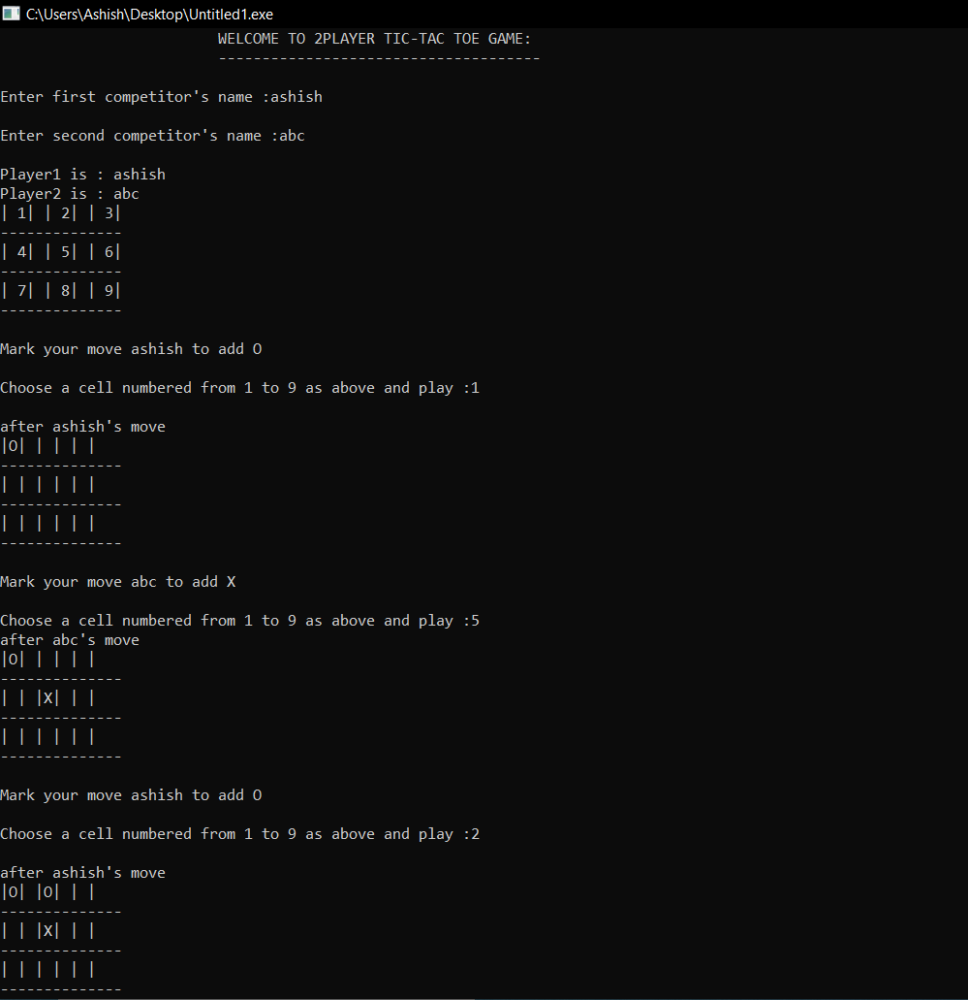 C:\Users\Ashish\Desktop\Untitled1.exe
WELCOME TO 2PLAYER TIC-TAC TOE GAME:
-------------------------------------
Enter first competitor's name :ashish
Enter second competitor's name :abc
Player1 is : ashish
Player2 is : abc
| 1| | 2| | 3|
--------------
| 4| | 5| | 6|
--------------
| 7| | 8| | 9|
--------------
Mark your move ashish to add O
Choose a cell numbered from 1 to 9 as above and play :1
after ashish's move
|O| | | | |
--------------
| | | | | |
--------------
| | | | | |
--------------
Mark your move abc to add X
Choose a cell numbered from 1 to 9 as above and play :5
after abc's move
|O| | | | |
--------------
| | |X| | |
--------------
| | | | | |
--------------
Mark your move ashish to add O
Choose a cell numbered from 1 to 9 as above and play :2
after ashish's move
|O| |O| | |
--------------
| | |X| | |
--------------
| | | | | |
--------------